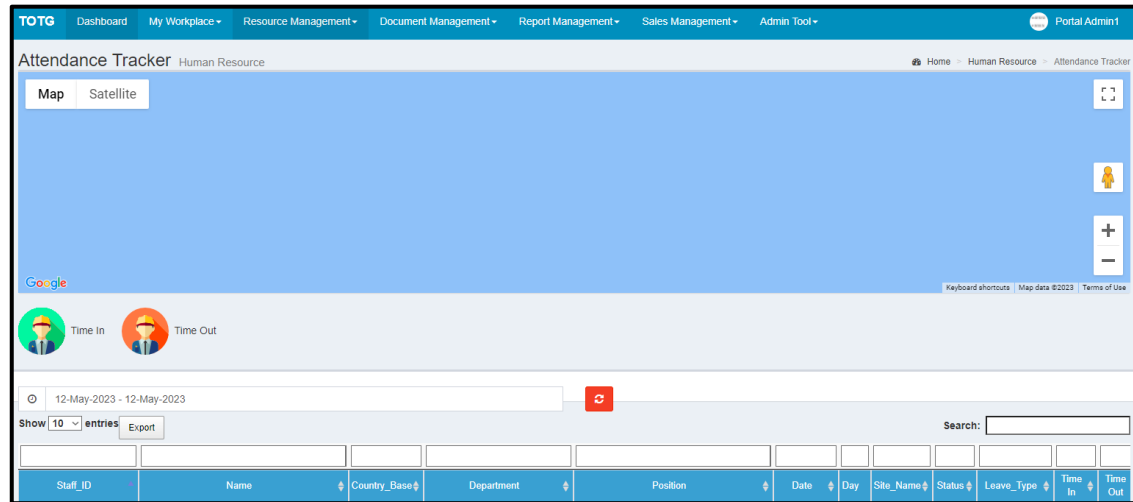 TOTG Dashboard My Workplace Resource Management Document Management Report Management Sales Management Admin Tool Portal Admin1
Attendance Tracker Human Resource Home > Human Resource > Attendance Tracker
Map Satellite
Google
Keyboard shortcuts Map data ©2023 Terms of Use
Time In Time Out
12-May-2023 - 12-May-2023
Show 10 entries Export Search:
Staff_ID Name Country_Base Department Position Date Day Site_Name Status Leave_Type Time In Time Out